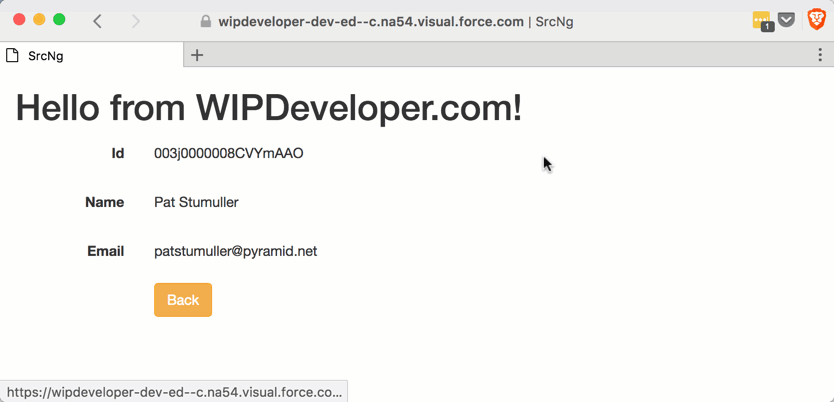 wipdeveloper-dev-ed--c.na54.visual.force.com | SrcNg
1
SrcNg
Hello from WIPDeveloper.com!
Id 003j0000008CVYmAAO
Name Pat Stumuller
Email patstumuller@pyramid.net
Back
https://wipdeveloper-dev-ed--c.na54.visual.force.co...